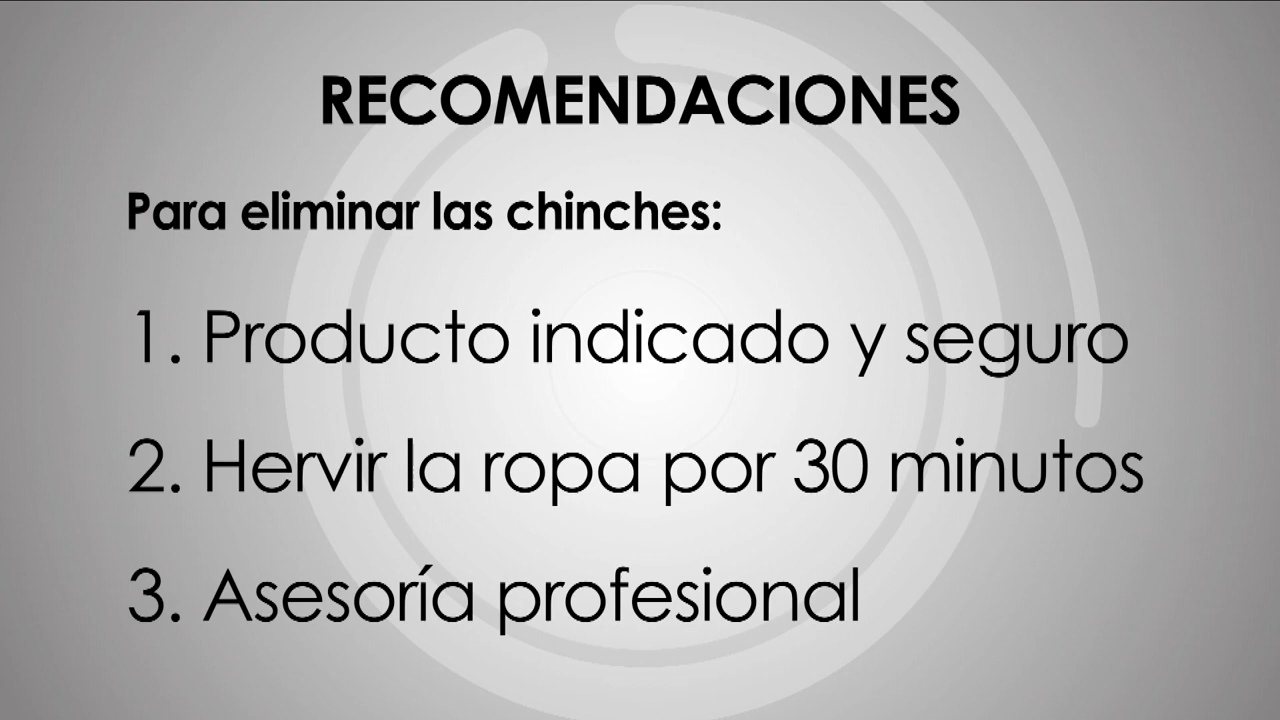 RECOMENDACIONES
Para eliminar las chinches:
1. Producto indicado y seguro
2. Hervir la ropa por 30 minutos
3. Asesoría profesional